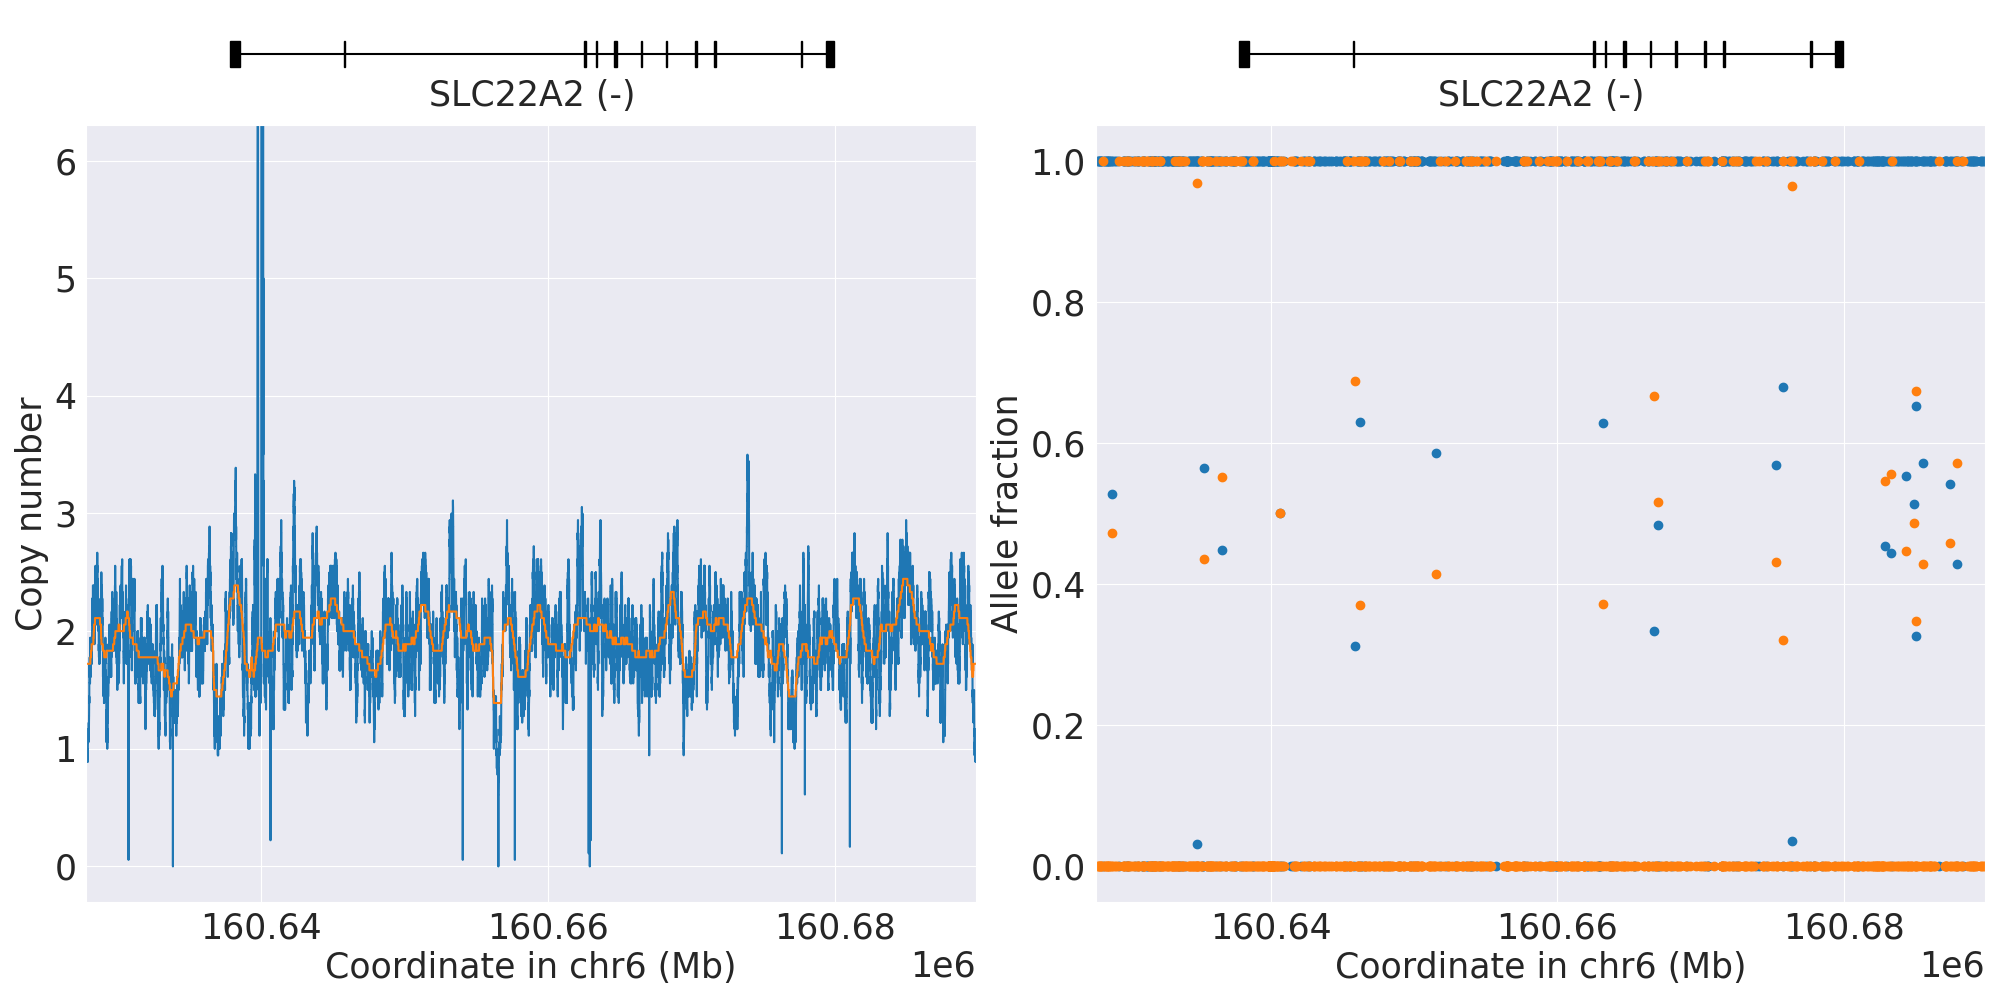 SLC22A2 (-)
Copy number
6
5
4
3
2
1
0
160.64
160.66
160.68
Coordinate in chr6 (Mb)
1e6
SLC22A2 (-)
Allele fraction
1.0
0.8
0.6
0.4
0.2
0.0
160.64
160.66
160.68
Coordinate in chr6 (Mb)
1e6